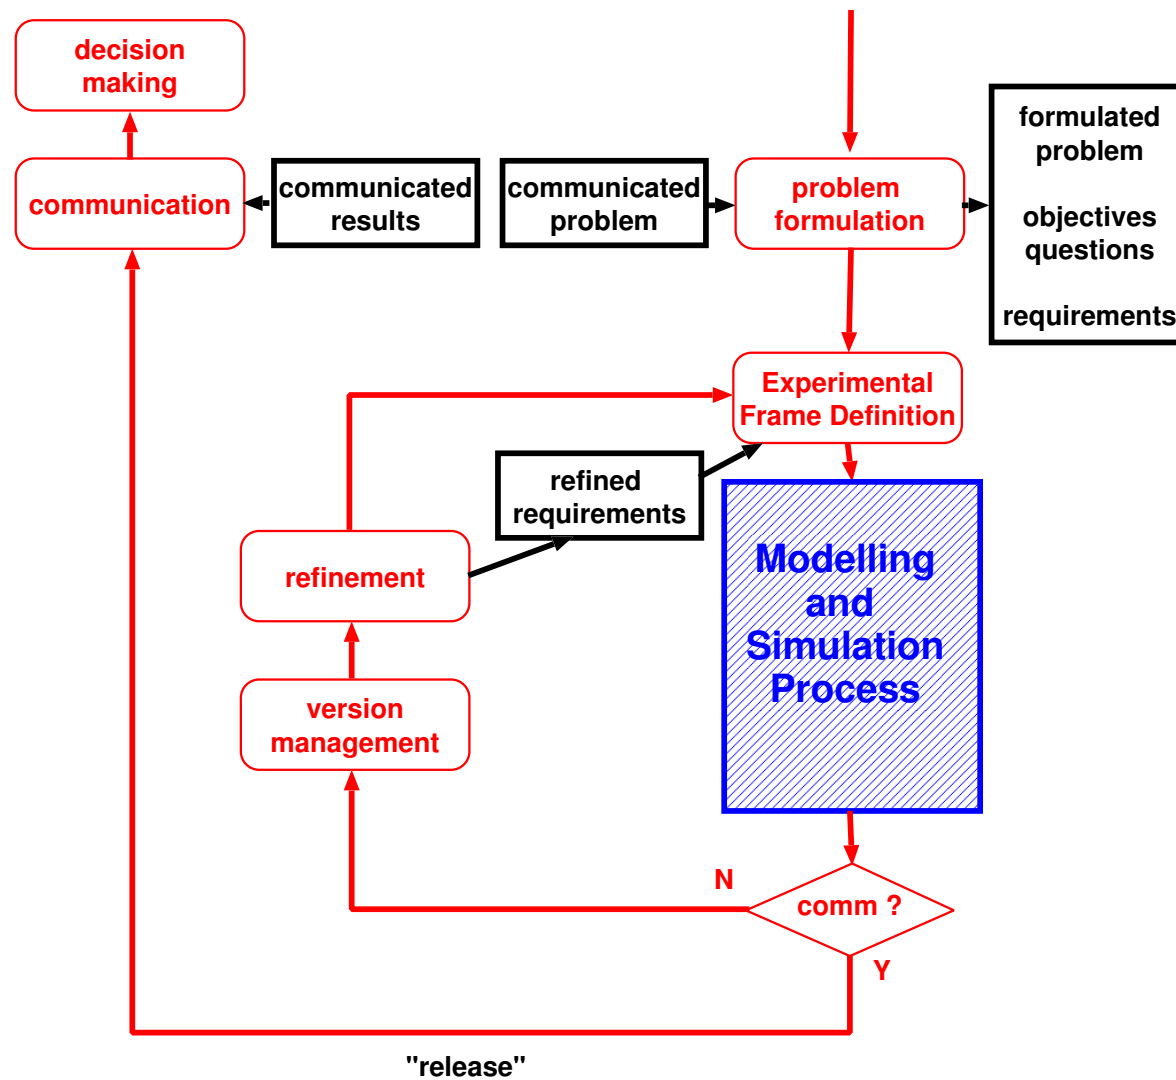 decision
making
communication
communicated
results
communicated
problem
problem
formulation
formulated
problem
objectives
questions
requirements
Experimental
Frame Definition
refined
requirements
refinement
Modelling
and
Simulation
Process
version
management
N
comm ?
Y
"release"